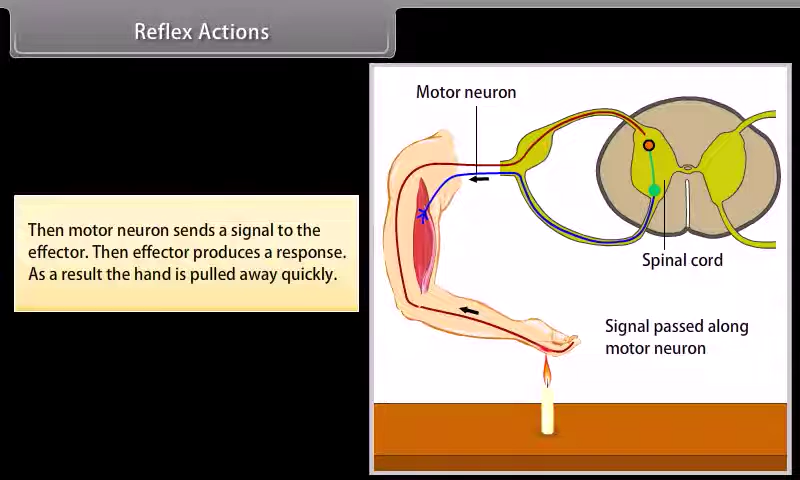 Reflex Actions
Motor neuron
Then motor neuron sends a signal to the
effector. Then effector produces a response.
As a result the hand is pulled away quickly.
Spinal cord
Signal passed along
motor neuron